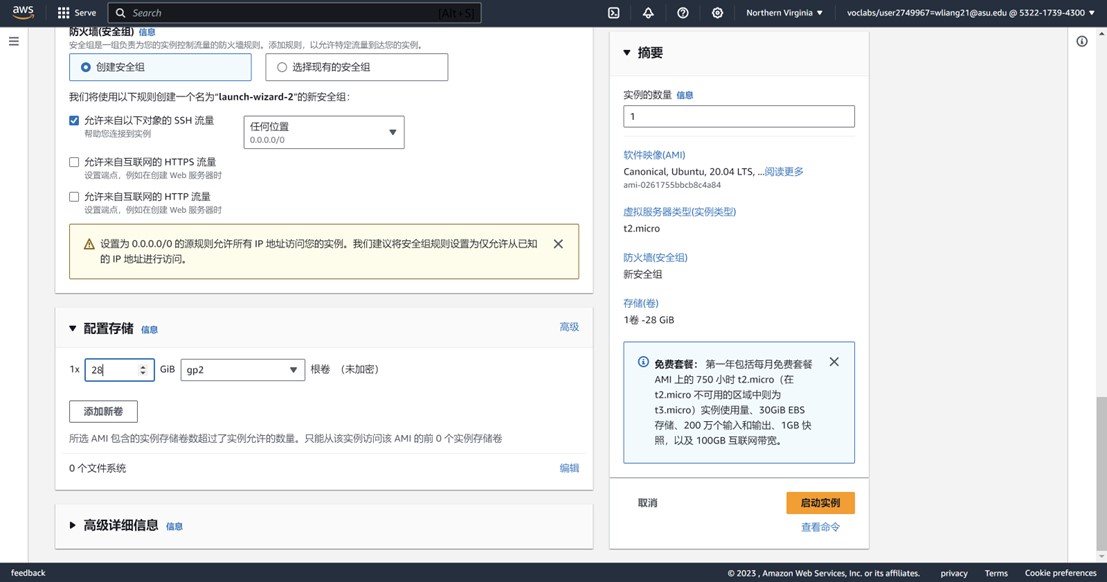 aws
Serve
Search
[Alt+S]
Northern Virginia
voclabs/user2749967=wliang21@asu.edu @ 5322-1739-4300
防火墙(安全组) 信息
安全组是一组负责为您的实例控制流量的防火墙规则。添加规则，以允许特定流量到达您的实例。
创建安全组
选择现有的安全组
我们将使用以下规则创建一个名为“launch-wizard-2”的新安全组：
允许来自以下对象的 SSH 流量
帮助您连接到实例
任何位置
0.0.0.0/0
允许来自互联网的 HTTPS 流量
设置端点，例如在创建 Web 服务器时
允许来自互联网的 HTTP 流量
设置端点，例如在创建 Web 服务器时
设置为 0.0.0.0/0 的源规则允许所有 IP 地址访问您的实例。我们建议将安全组规则设置为仅允许从已知
的 IP 地址进行访问。
配置存储 信息
高级
1x
28
GiB
gp2
根卷 （未加密）
添加新卷
所选 AMI 包含的实例存储卷数超过了实例允许的数量。只能从该实例访问该 AMI 的前 0 个实例存储卷
0 个文件系统
编辑
高级详细信息 信息
摘要
实例的数量 信息
1
软件映像(AMI)
Canonical, Ubuntu, 20.04 LTS, ...阅读更多
ami-0261755bbcb8c4a84
虚拟服务器类型(实例类型)
t2.micro
防火墙(安全组)
新安全组
存储(卷)
1卷 -28 GiB
免费套餐： 第一年包括每月免费套餐
AMI 上的 750 小时 t2.micro（在
t2.micro 不可用的区域中则为
t3.micro）实例使用量、30GiB EBS
存储、200 万个输入和输出、1GB 快
照，以及 100GB 互联网带宽。
取消
启动实例
查看命令
feedback
© 2023 , Amazon Web Services, Inc. or its affiliates.
privacy
Terms
Cookie preferences